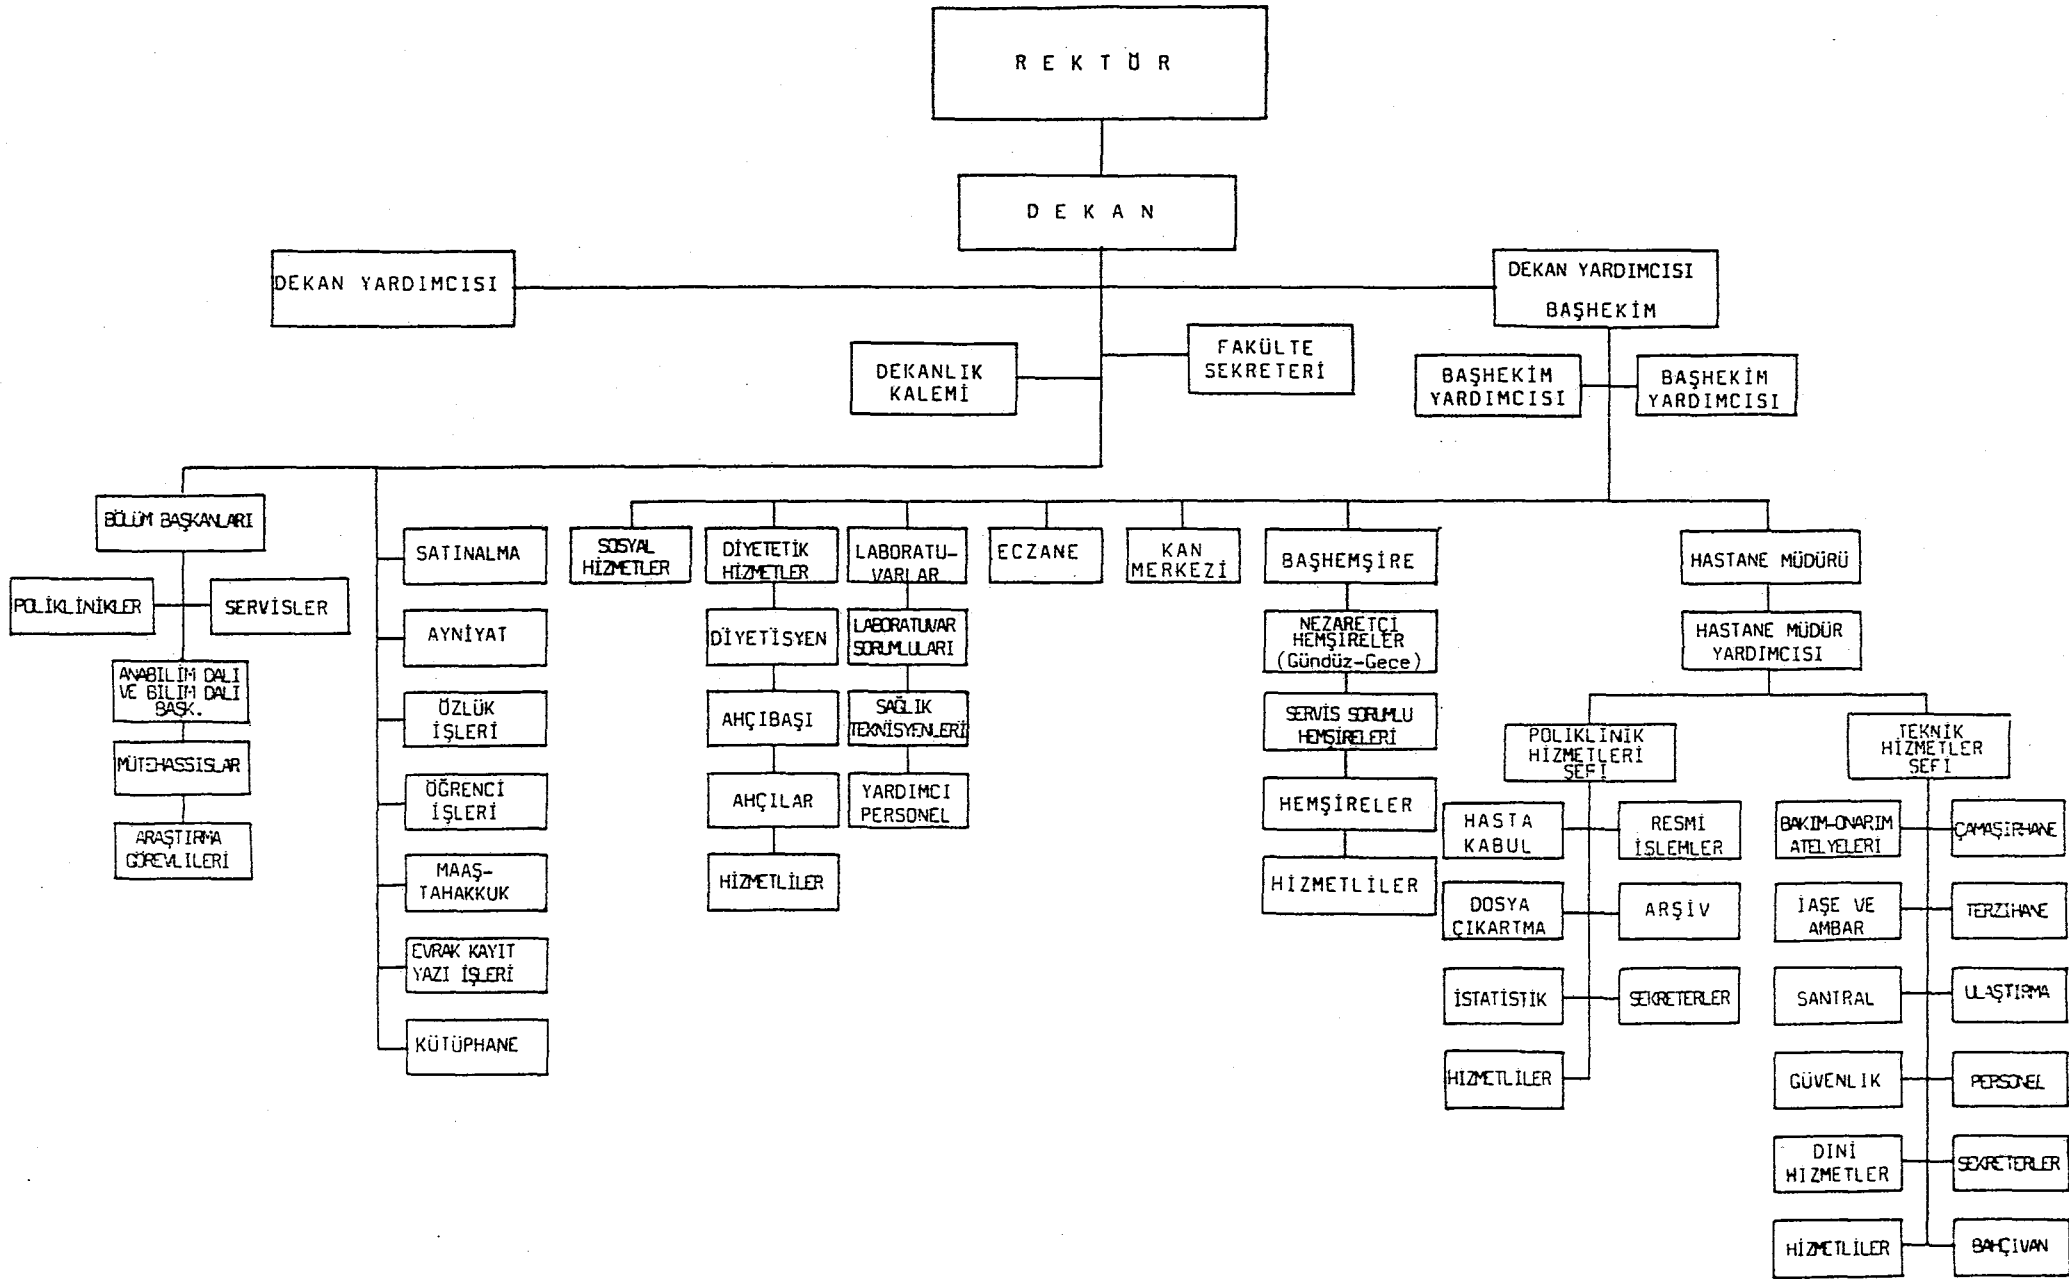 REKTÖR
DEKAN
DEKAN YARDIMCISI
DEKAN YARDIMCISI
BAŞHEKİM
DEKANLIK
KALEMİ
FAKÜLTE
SEKRETERİ
BAŞHEKİM
YARDIMCISI
BAŞHEKİM
YARDIMCISI
BÖLÜM BAŞKANLARI
POLİKLİNİKLER
SERVİSLER
ANABİLİM DALI
VE BİLİM DALI
BAŞK.
MÜTEHASSISLAR
ARAŞTIRMA
GÖREVLİLERİ
SATINALMA
AYNİYAT
ÖZLÜK
İŞLERİ
ÖĞRENCİ
İŞLERİ
MAAŞ-
TAHAKKUK
EVRAK KAYIT
YAZI İŞLERİ
KÜTÜPHANE
SOSYAL
HİZMETLER
DİYETETİK
HİZMETLER
DİYETİSYEN
AHÇIBAŞI
AHÇILAR
HİZMETLİLER
LABORATU-
VARLAR
LABORATUVAR
SORUMLULARI
SAĞLIK
TEKNİSYENLERİ
YARDIMCI
PERSONEL
ECZANE
KAN
MERKEZİ
BAŞHEMŞİRE
NEZARETÇİ
HEMŞİRELER
(Gündüz-Gece)
SERVİS SORUMLU
HEMŞİRELERİ
HEMŞİRELER
HİZMETLİLER
HASTANE MÜDÜRÜ
HASTANE MÜDÜR
YARDIMCISI
POLİKLİNİK
HİZMETLERİ
ŞEFİ
HASTA
KABUL
RESMİ
İŞLEMLER
DOSYA
ÇIKARTMA
ARŞİV
İSTATİSTİK
SEKRETERLER
HİZMETLİLER
TEKNİK
HİZMETLER
ŞEFİ
BAKIM-ONARIM
ATELYELERİ
ÇAMAŞIRHANE
İAŞE VE
AMBAR
TERZİHANE
SANTRAL
ULAŞTIRMA
GÜVENLİK
PERSONEL
DİNİ
HİZMETLER
SEKRETERLER
HİZMETLİLER
BAHÇIVAN